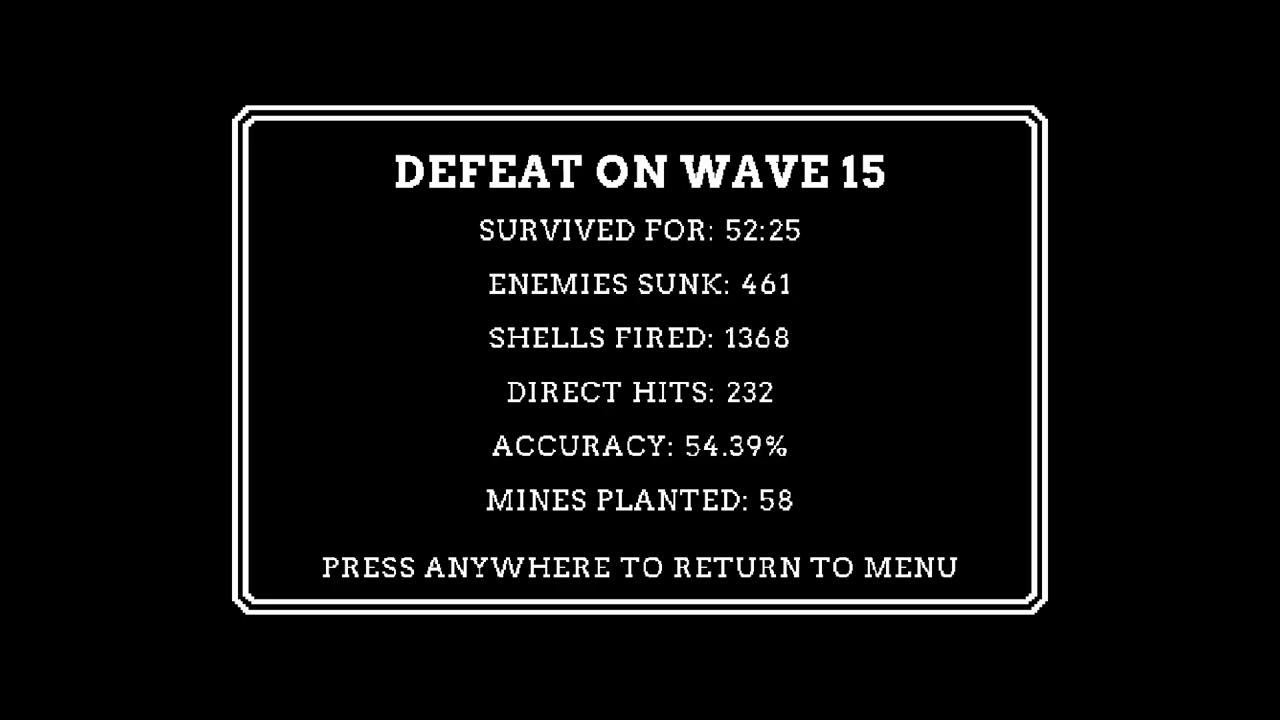 DEFEAT ON WAVE 15
SURVIVED FOR: 52:25
ENEMIES SUNK: 461
SHELLS FIRED: 1368
DIRECT HITS: 232
ACCURACY: 54.39%
MINES PLANTED: 58
PRESS ANYWHERE TO RETURN TO MENU